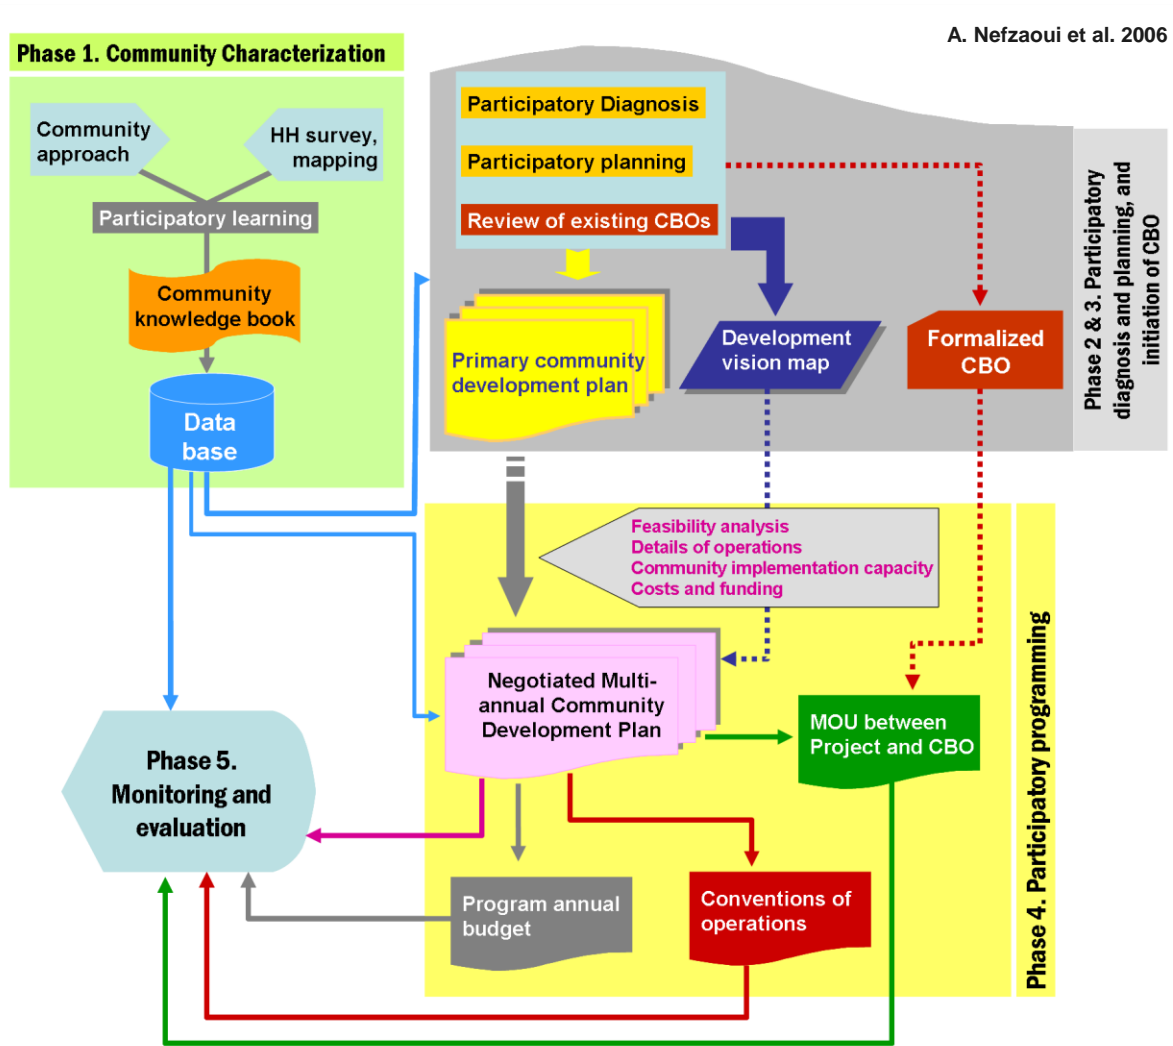 A. Nefzaoui et al. 2006
Phase 1. Community Characterization
Community
approach
HH survey,
mapping
Participatory learning
Community
knowledge book
Data
base
Participatory Diagnosis
Participatory planning
Review of existing CBOs
Primary community
development plan
Development
vision map
Formalized
CBO
Phase 2 & 3. Participatory
diagnosis and planning, and
initiation of CBO
Feasibility analysis
Details of operations
Community implementation capacity
Costs and funding
Negotiated Multi-
annual Community
Development Plan
MOU between
Project and CBO
Phase 4. Participatory programming
Phase 5.
Monitoring and
evaluation
Program annual
budget
Conventions of
operations